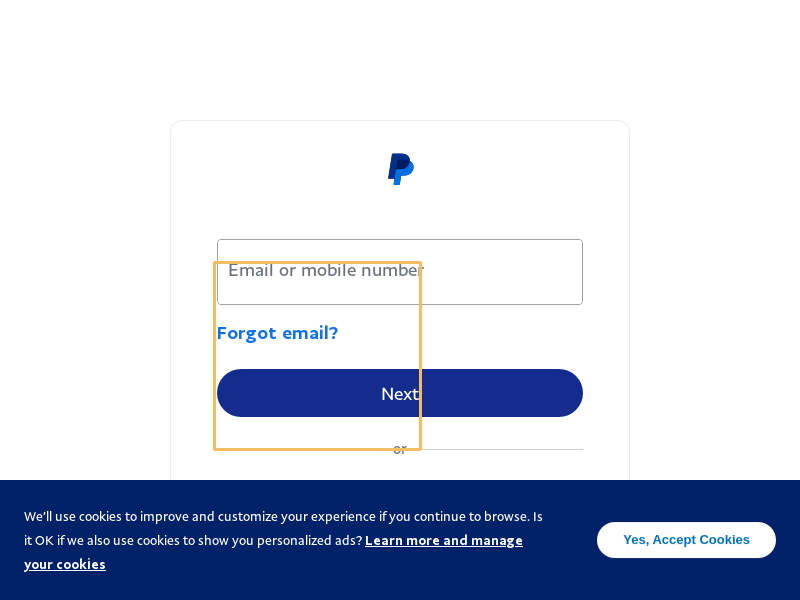 Email or mobile number
Forgot email?
Next
or
We'll use cookies to improve and customize your experience if you continue to browse. Is
it OK if we also use cookies to show you personalized ads? Learn more and manage
your cookies
Yes, Accept Cookies